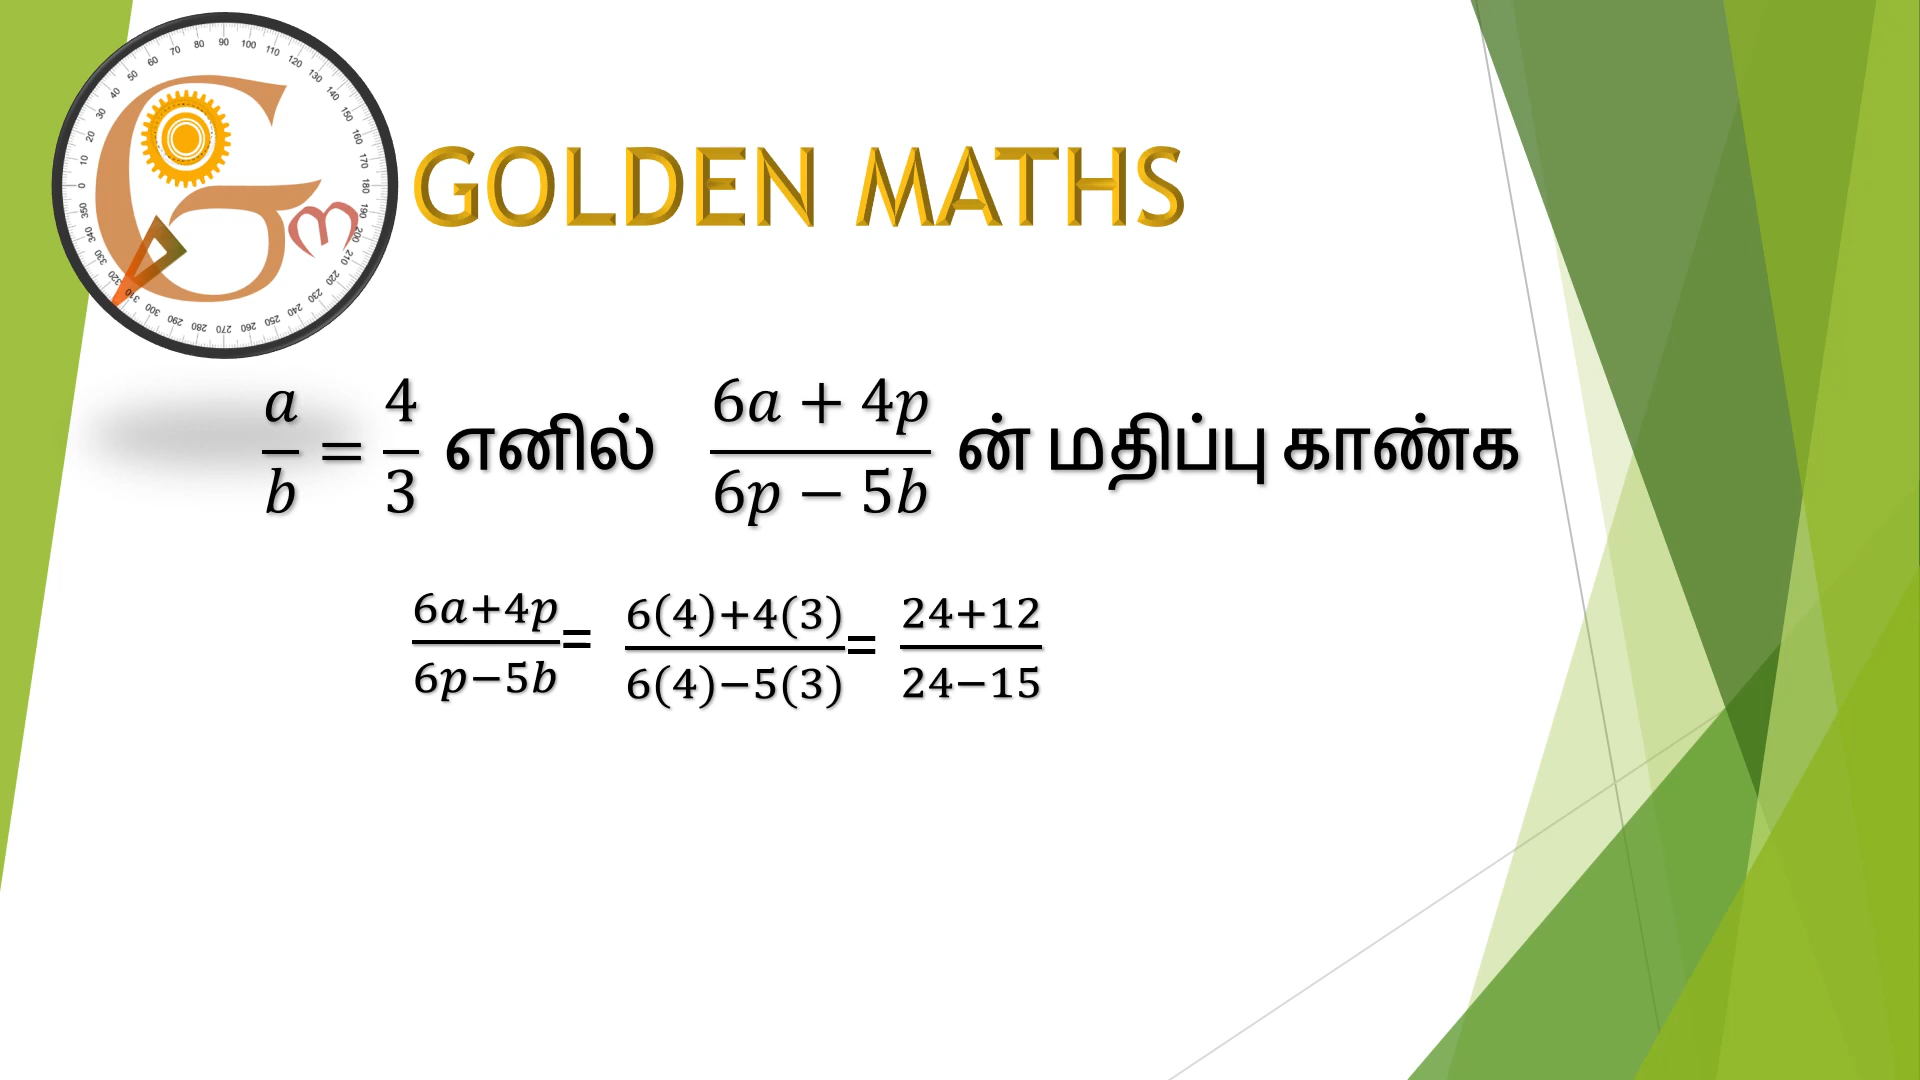 GOLDEN MATHS
a/b = 4/3 எனில் (6a + 4p)/(6p − 5b) ன் மதிப்பு காண்க
(6a+4p)/(6p−5b)= (6(4)+4(3))/(6(4)−5(3))= (24+12)/(24−15)